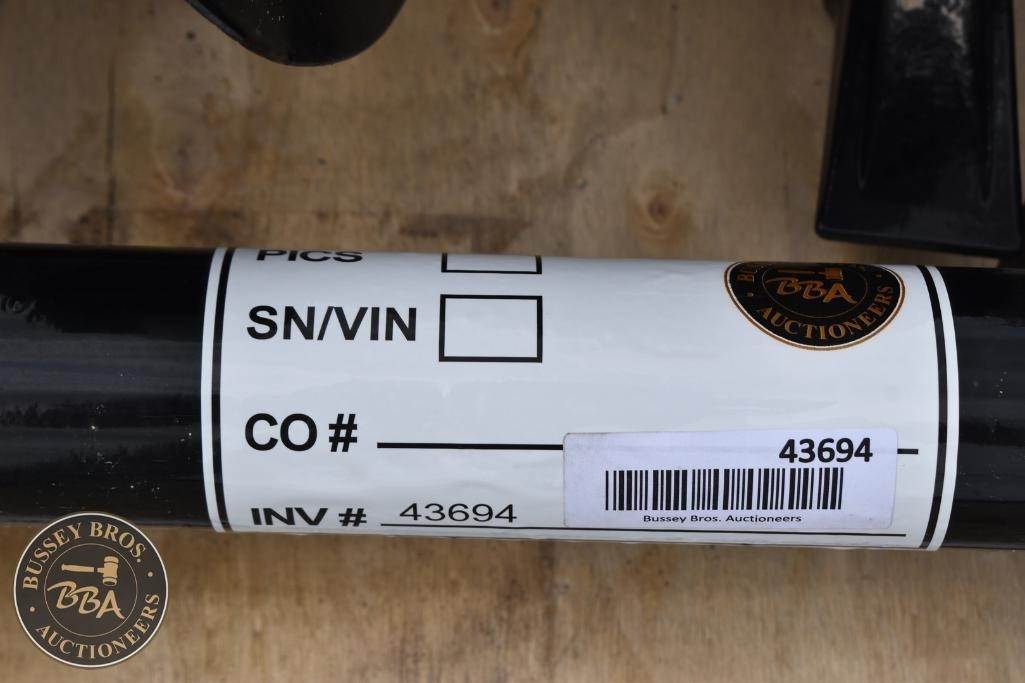 PICS
SN/VIN
BBA
AUCTIONEERS
CO #
43694
Bussey Bros. Auctioneers
INV # 43694
BUSSEY BROS.
BBA
AUCTIONEERS